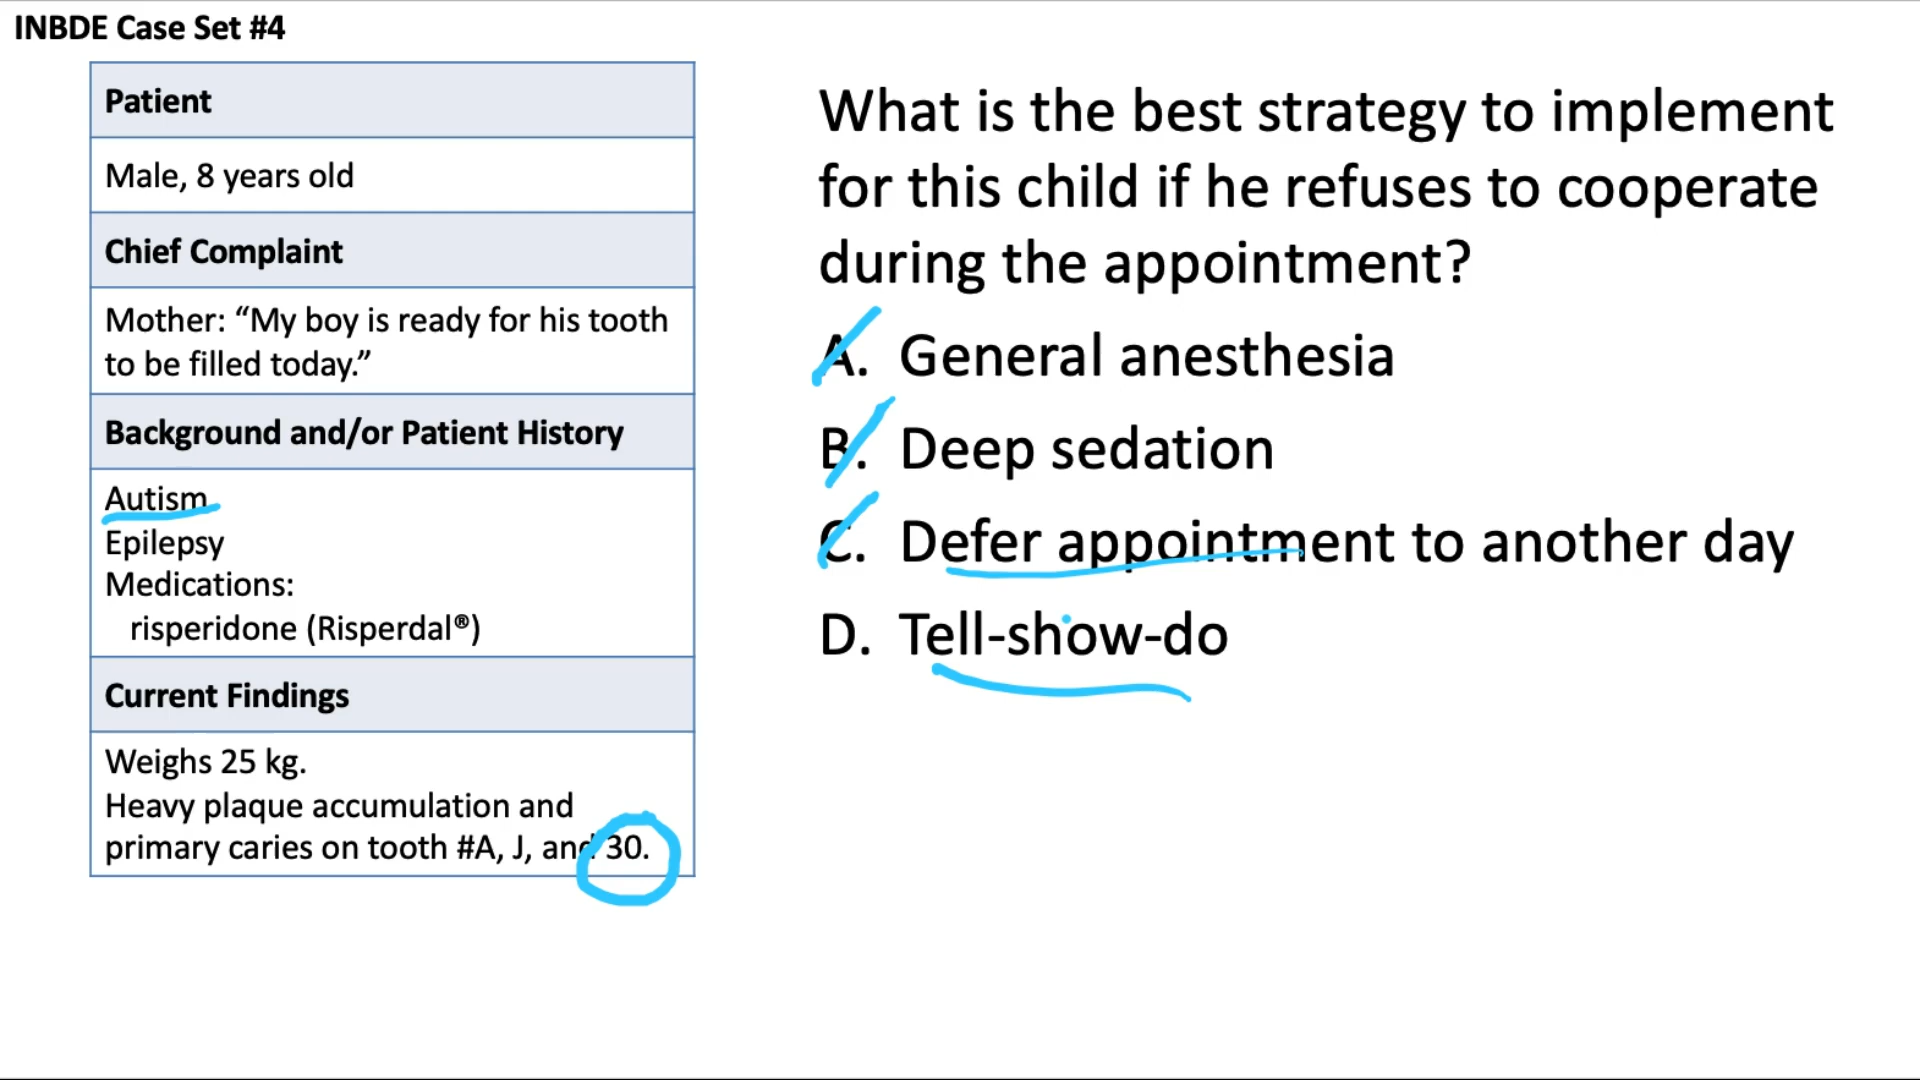 INBDE Case Set #4
Patient
Male, 8 years old
Chief Complaint
Mother: “My boy is ready for his tooth
to be filled today.”
Background and/or Patient History
Autism
Epilepsy
Medications:
risperidone (Risperdal®)
Current Findings
Weighs 25 kg.
Heavy plaque accumulation and
primary caries on tooth #A, J, and 30.
What is the best strategy to implement
for this child if he refuses to cooperate
during the appointment?
A. General anesthesia
B. Deep sedation
C. Defer appointment to another day
D. Tell-show-do